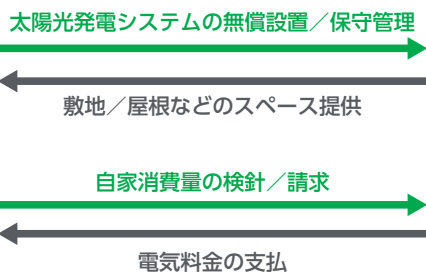 太陽光発電システムの無償設置／保守管理
敷地／屋根などのスペース提供
自家消費量の検針／請求
電気料金の支払